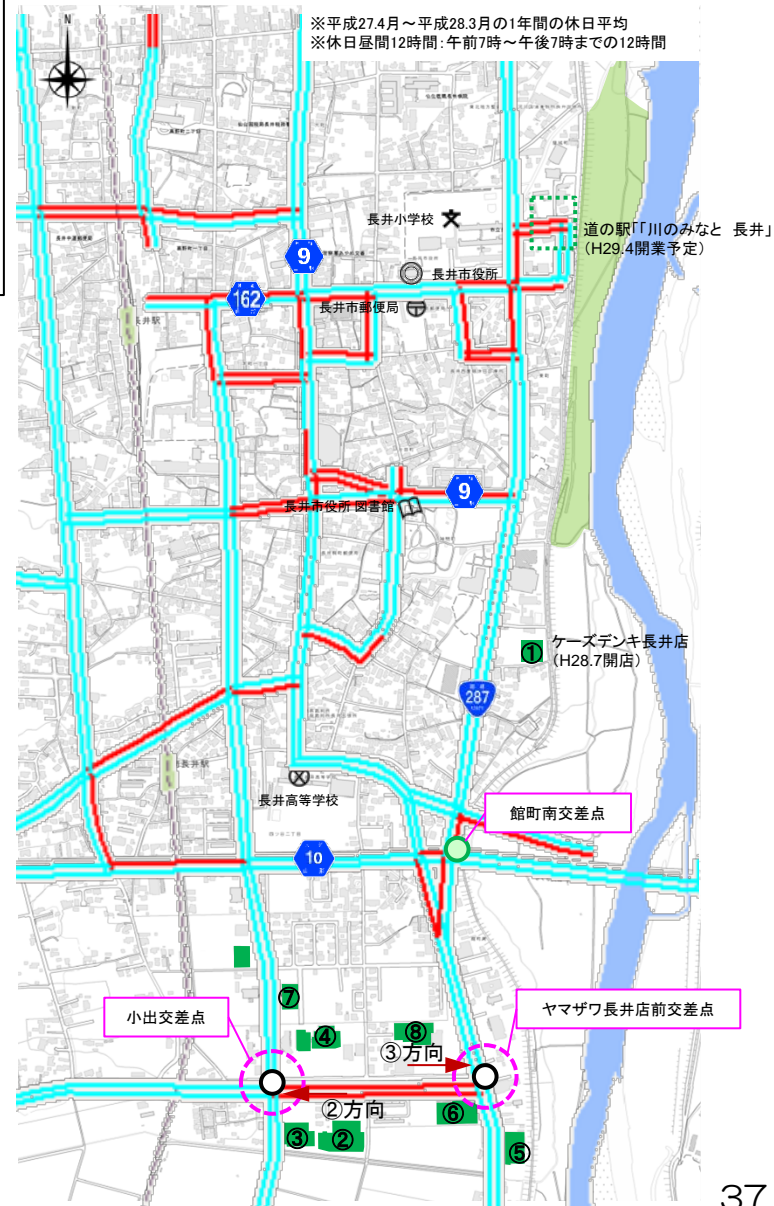 ※平成27.4月～平成28.3月の1年間の休日平均
※休日昼間12時間：午前7時～午後7時までの12時間
N
長井小学校
道の駅「｢川のみなと 長井」
（H29.4開業予定）
9
長井市役所
162
長井市郵便局
長井駅
9
長井市役所 図書館
ケーズデンキ長井店
（H28.7開店）
①
287
長井高等学校
館町南交差点
10
⑦
小出交差点
ヤマザワ長井店前交差点
④
⑧
③方向
②方向
⑥
③
②
⑤
37